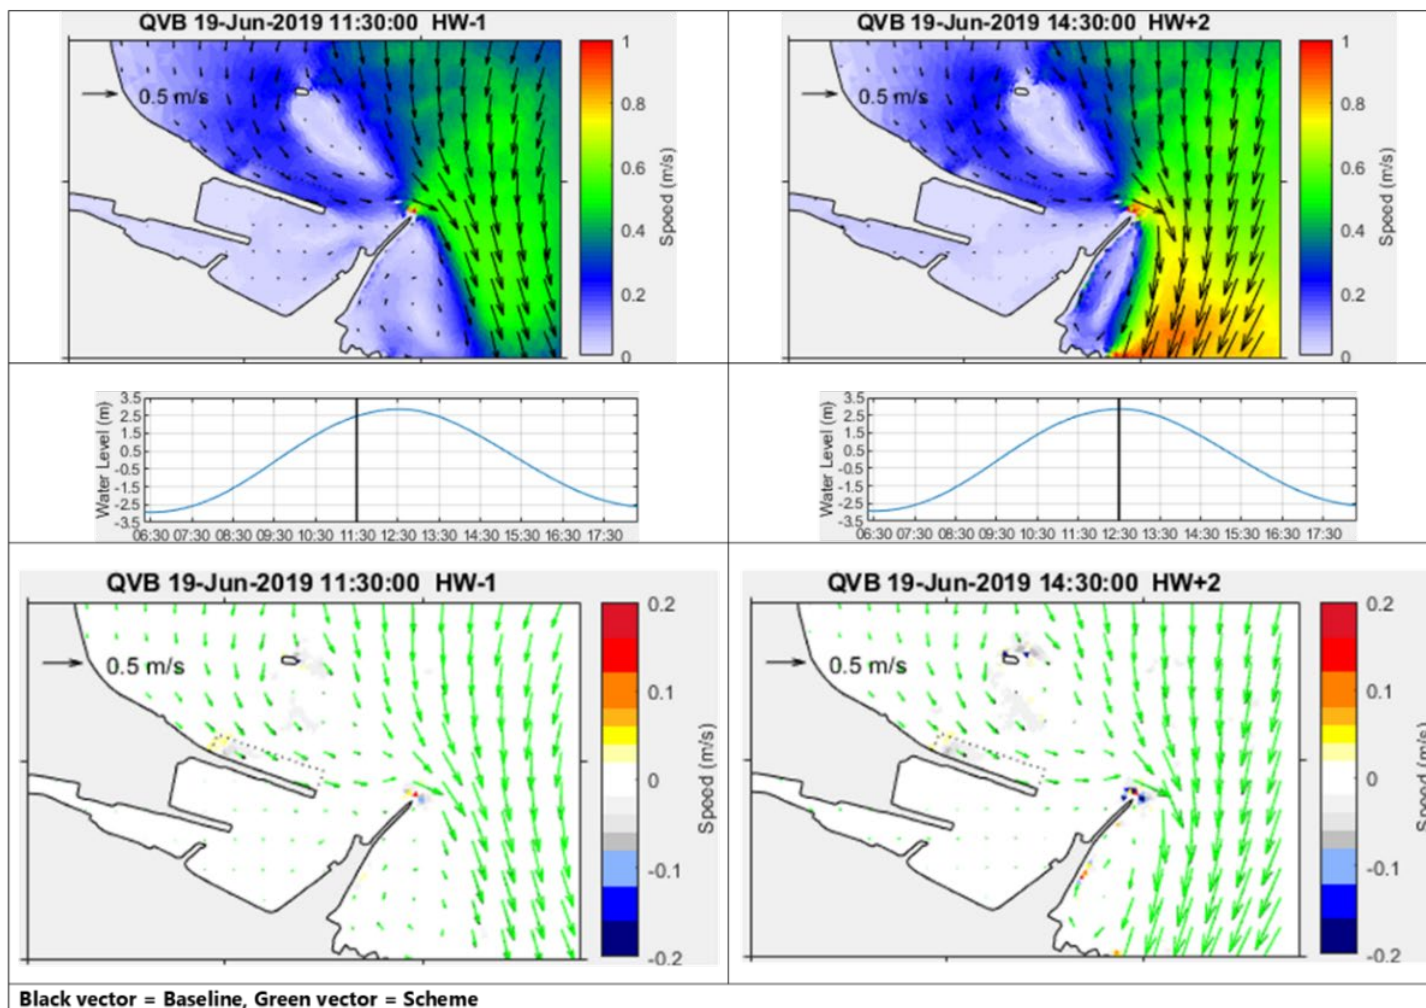 QVB 19-Jun-2019 11:30:00 HW-1
0.5 m/s
1
0.8
0.6
0.4
0.2
0
Speed (m/s)
QVB 19-Jun-2019 14:30:00 HW+2
0.5 m/s
1
0.8
0.6
0.4
0.2
0
Speed (m/s)
Water Level (m)
3.5
2.5
1.5
0.5
-0.5
-1.5
-2.5
-3.5
06:30 07:30 08:30 09:30 10:30 11:30 12:30 13:30 14:30 15:30 16:30 17:30
Water Level (m)
3.5
2.5
1.5
0.5
-0.5
-1.5
-2.5
-3.5
06:30 07:30 08:30 09:30 10:30 11:30 12:30 13:30 14:30 15:30 16:30 17:30
QVB 19-Jun-2019 11:30:00 HW-1
0.5 m/s
0.2
0.1
0
-0.1
-0.2
Speed (m/s)
QVB 19-Jun-2019 14:30:00 HW+2
0.5 m/s
0.2
0.1
0
-0.1
-0.2
Speed (m/s)
Black vector = Baseline, Green vector = Scheme